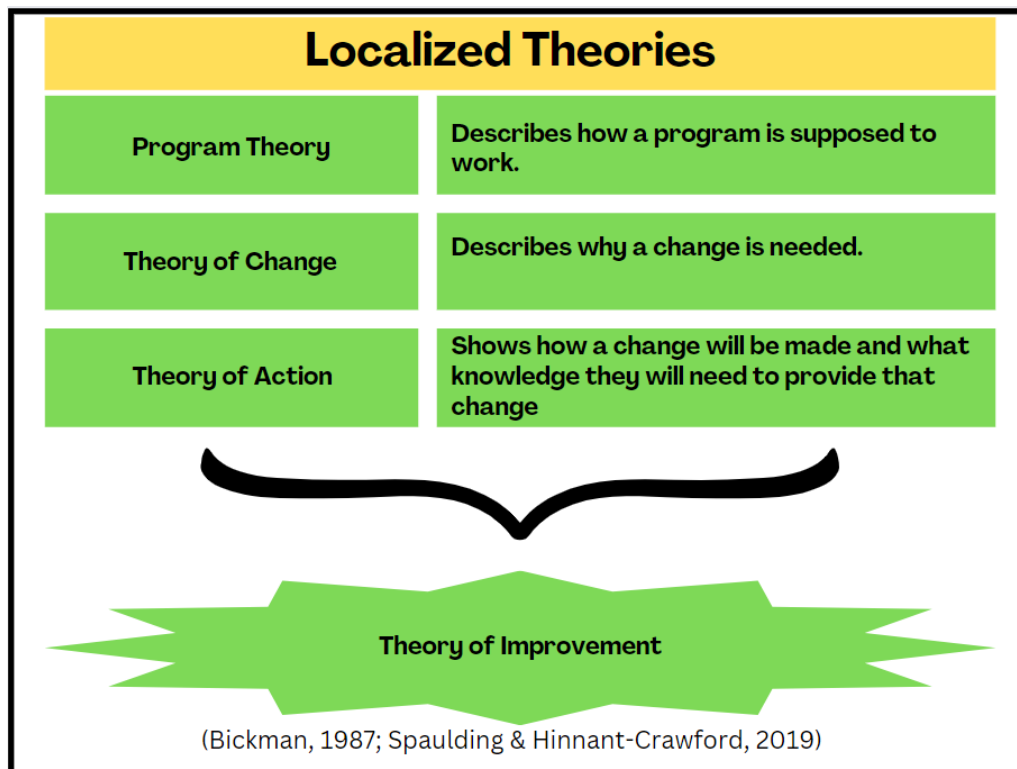 Localized Theories
Program Theory
Describes how a program is supposed to
work.
Theory of Change
Describes why a change is needed.
Theory of Action
Shows how a change will be made and what
knowledge they will need to provide that
change
Theory of Improvement
(Bickman, 1987; Spaulding & Hinnant-Crawford, 2019)